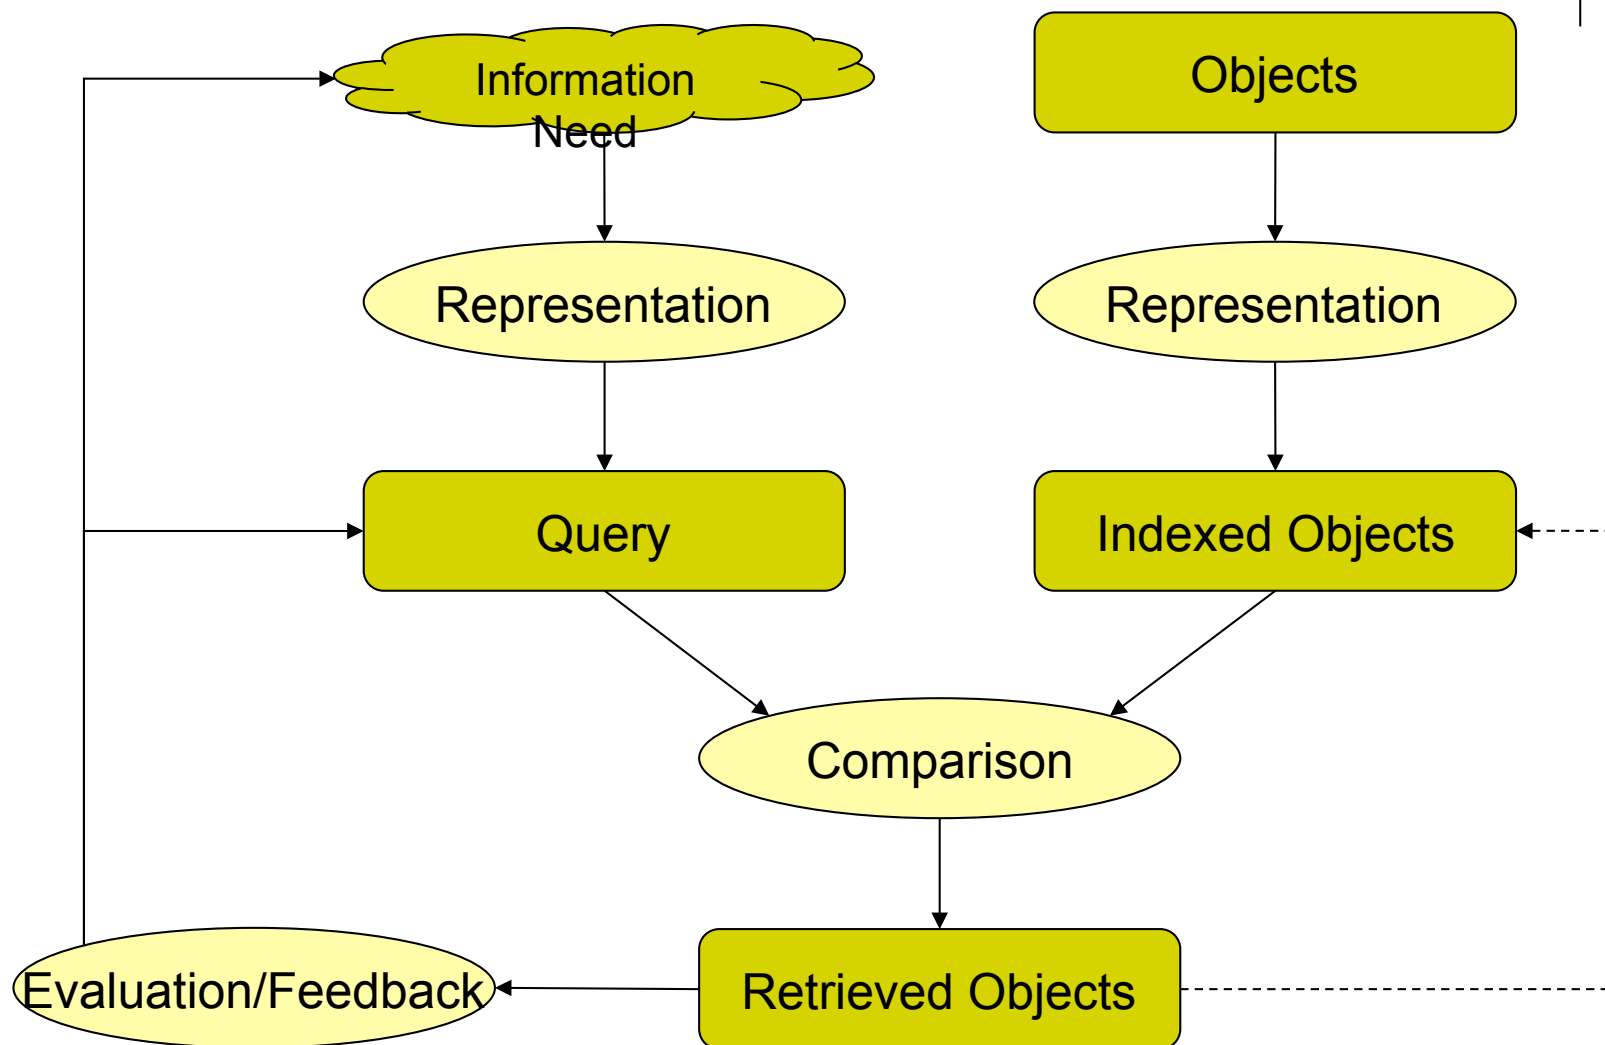 Information
Need
Objects
Representation
Representation
Query
Indexed Objects
Comparison
Evaluation/Feedback
Retrieved Objects